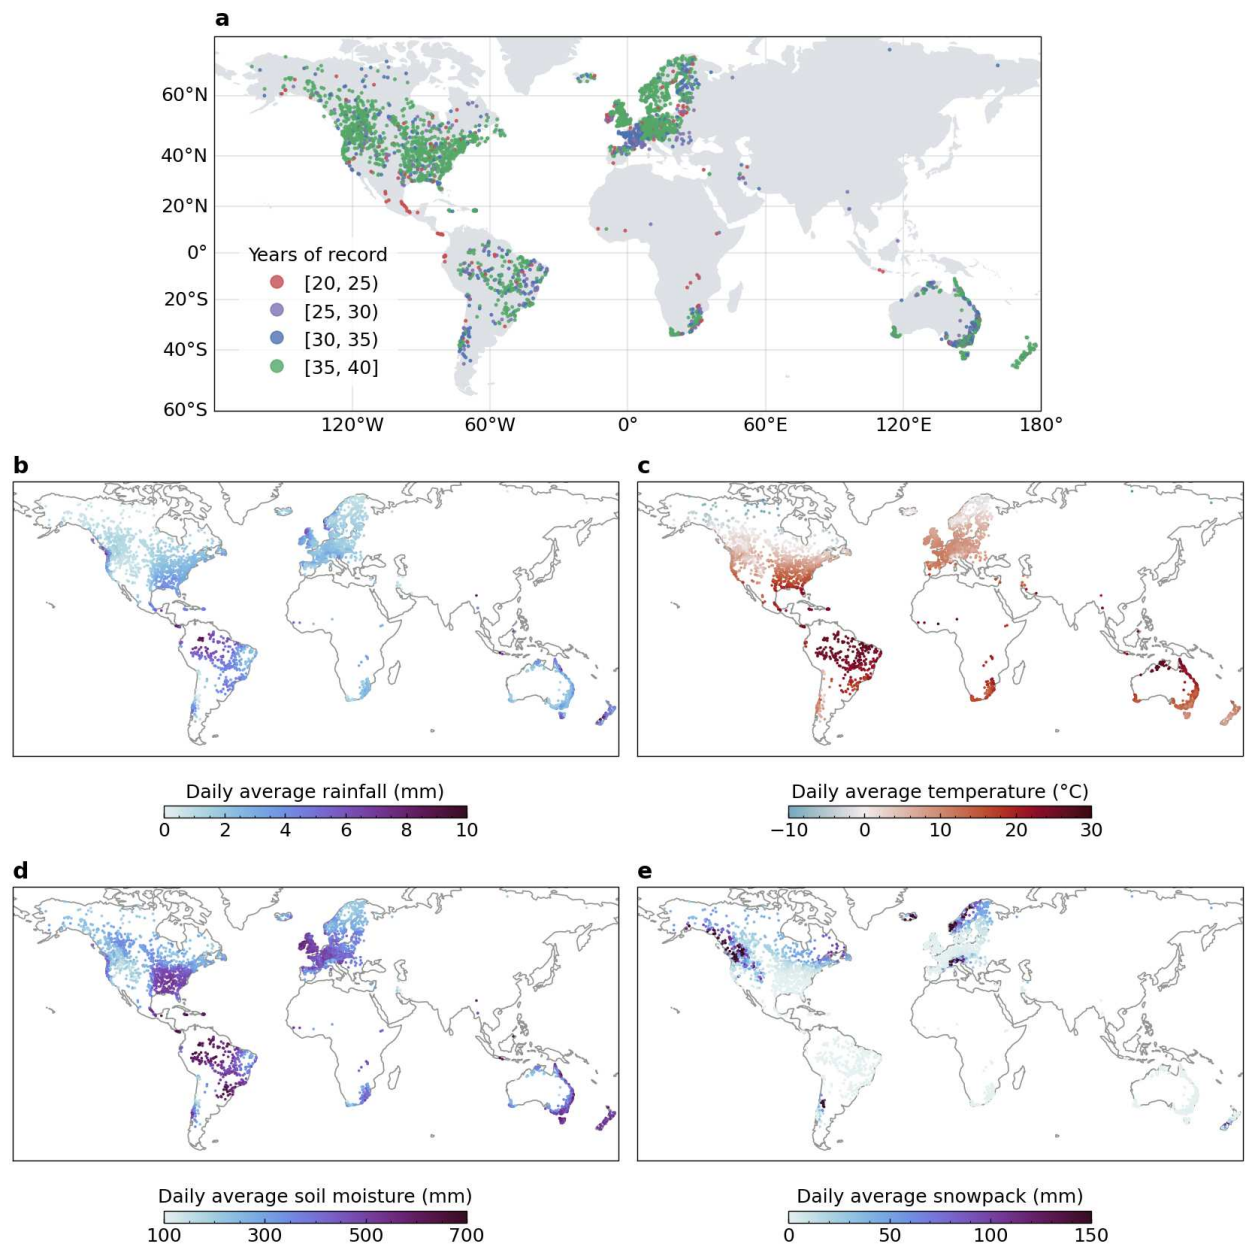 a
60°N
40°N
20°N
0°
20°S
40°S
60°S
Years of record
[20, 25)
[25, 30)
[30, 35)
[35, 40]
120°W 60°W 0° 60°E 120°E 180°
b
Daily average rainfall (mm)
0 2 4 6 8 10
c
Daily average temperature (°C)
−10 0 10 20 30
d
Daily average soil moisture (mm)
100 300 500 700
e
Daily average snowpack (mm)
0 50 100 150